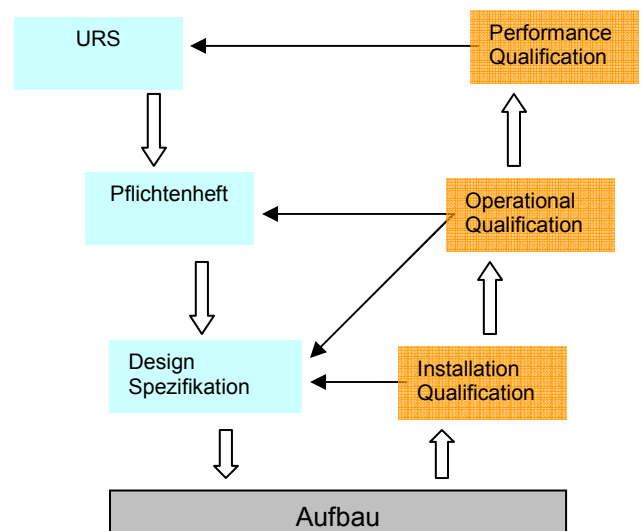 URS
Performance
Qualification
Pflichtenheft
Operational
Qualification
Design
Spezifikation
Installation
Qualification
Aufbau